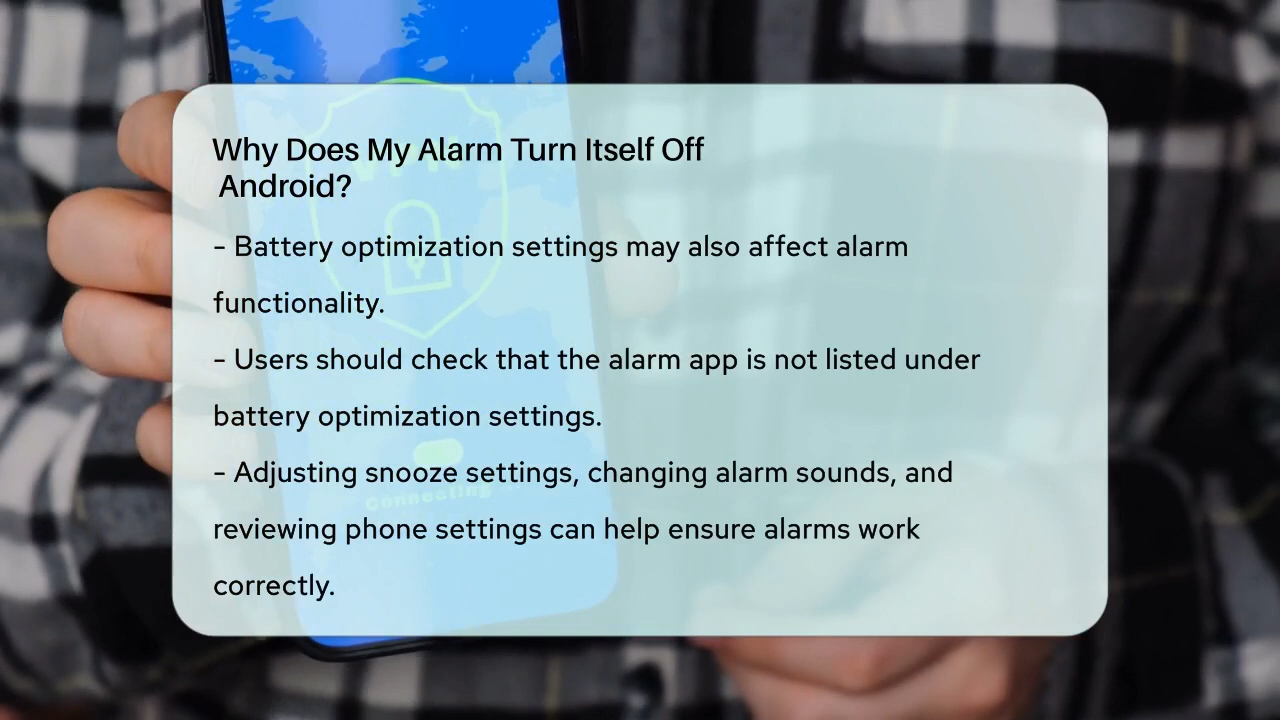 Why Does My Alarm Turn Itself Off
Android?
– Battery optimization settings may also affect alarm
functionality.
– Users should check that the alarm app is not listed under
battery optimization settings.
– Adjusting snooze settings, changing alarm sounds, and
Connecting
reviewing phone settings can help ensure alarms work
correctly.